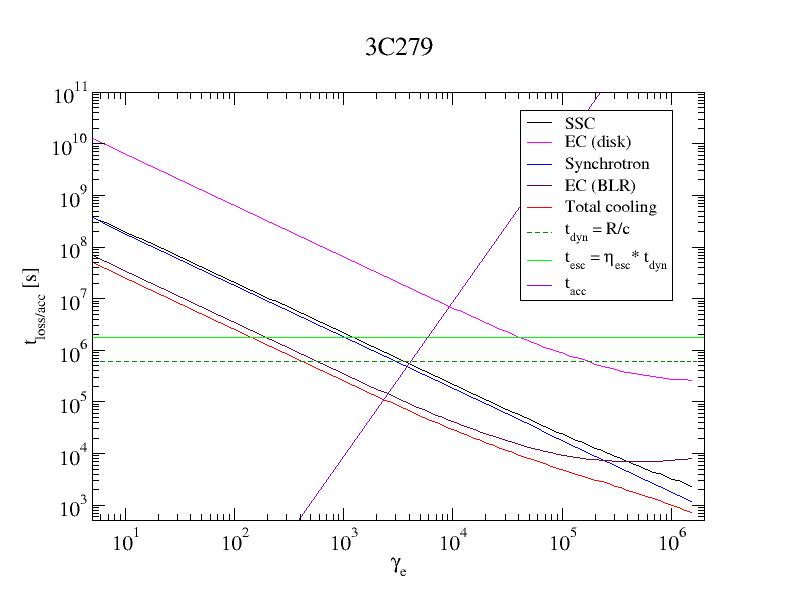 3C279
10^11
10^10
10^9
10^8
10^7
10^6
10^5
10^4
10^3
t_loss/acc [s]
SSC
EC (disk)
Synchrotron
EC (BLR)
Total cooling
t_dyn = R/c
t_esc = η_esc* t_dyn
t_acc
10^1 10^2 10^3 10^4 10^5 10^6
γ_e